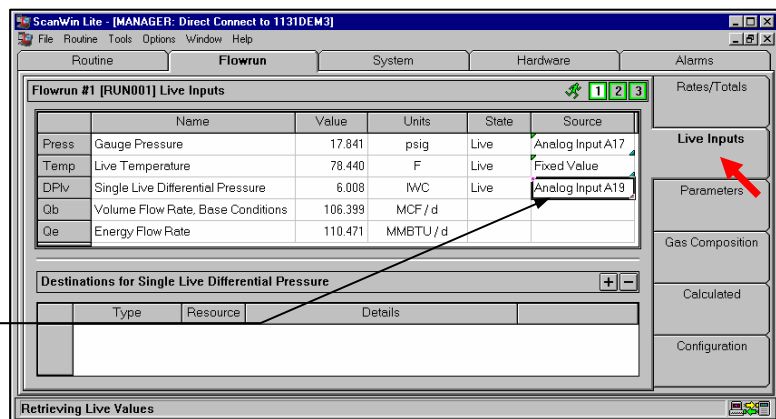 ScanWin Lite - [MANAGER: Direct Connect to 1131DEM3]
File Routine Tools Options Window Help
Routine Flowrun System Hardware Alarms
Flowrun #1 [RUN001] Live Inputs 1 2 3
Name Value Units State Source
Press Gauge Pressure 17.841 psig Live Analog Input A17
Temp Live Temperature 78.440 F Live Fixed Value
DPlv Single Live Differential Pressure 6.008 IWC Live Analog Input A19
Qb Volume Flow Rate, Base Conditions 106.399 MCF / d
Qe Energy Flow Rate 110.471 MMBTU / d
Destinations for Single Live Differential Pressure + -
Type Resource Details
Rates/Totals
Live Inputs
Parameters
Gas Composition
Calculated
Configuration
Retrieving Live Values